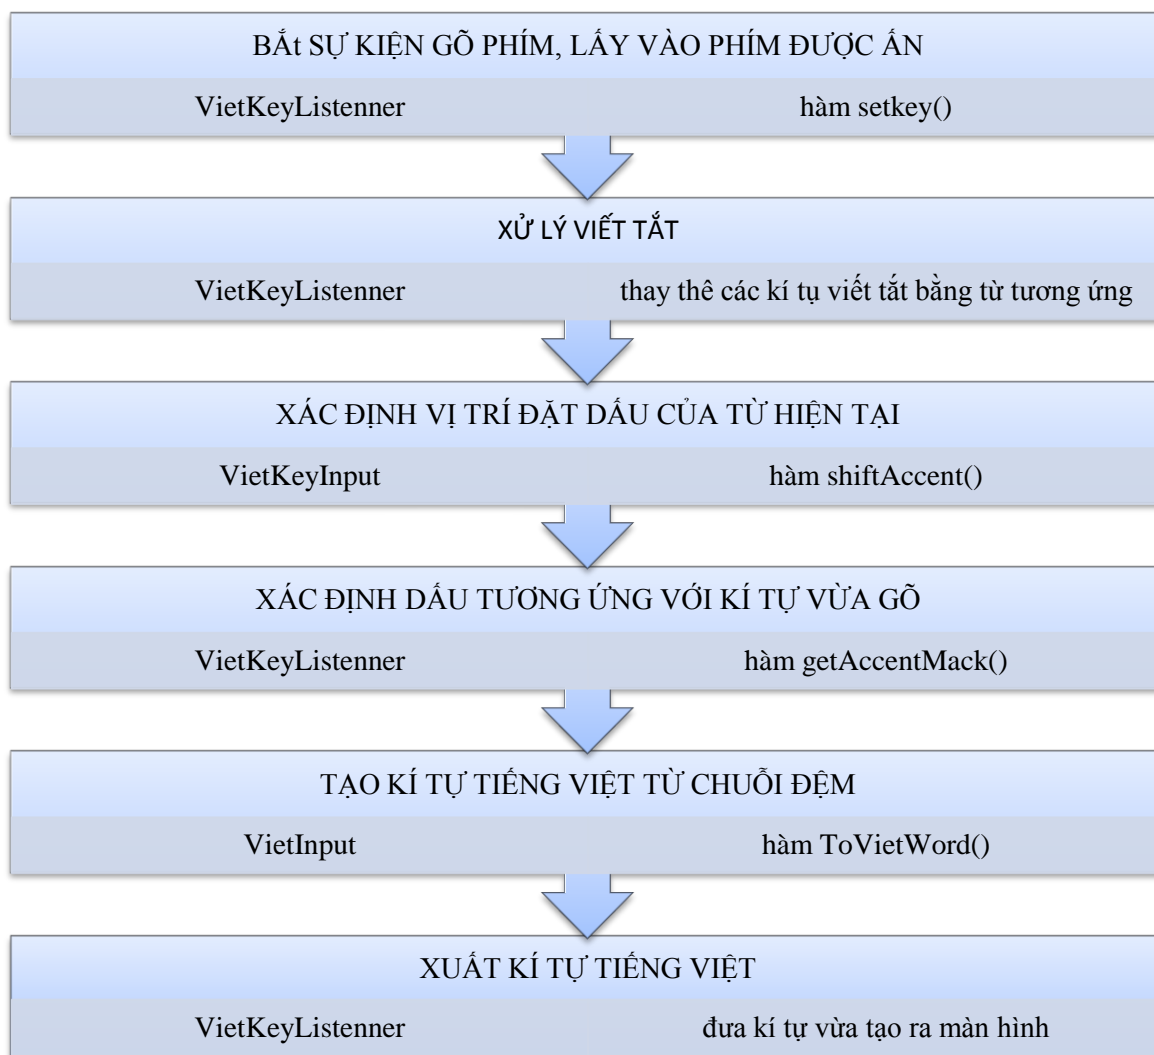 BẮt SỰ KIỆN GÕ PHÍM, LẤY VÀO PHÍM ĐƯỢC ẤN
VietKeyListenner hàm setkey()
XỬ LÝ VIẾT TẮT
VietKeyListenner thay thê các kí tụ viết tắt bằng từ tương ứng
XÁC ĐỊNH VỊ TRÍ ĐẶT DẤU CỦA TỪ HIỆN TẠI
VietKeyInput hàm shiftAccent()
XÁC ĐỊNH DẤU TƯƠNG ỨNG VỚI KÍ TỰ VỪA GÕ
VietKeyListenner hàm getAccentMack()
TẠO KÍ TỰ TIẾNG VIỆT TỪ CHUỖI ĐỆM
VietInput hàm ToVietWord()
XUẤT KÍ TỰ TIẾNG VIỆT
VietKeyListenner đưa kí tự vừa tạo ra màn hình